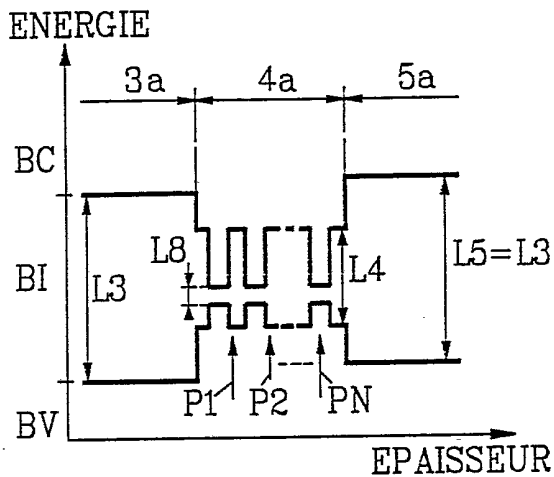 ENERGIE
3a 4a 5a
BC
L8
L4
L5=L3
BI
L3
P1 P2 PN
BV
EPAISSEUR